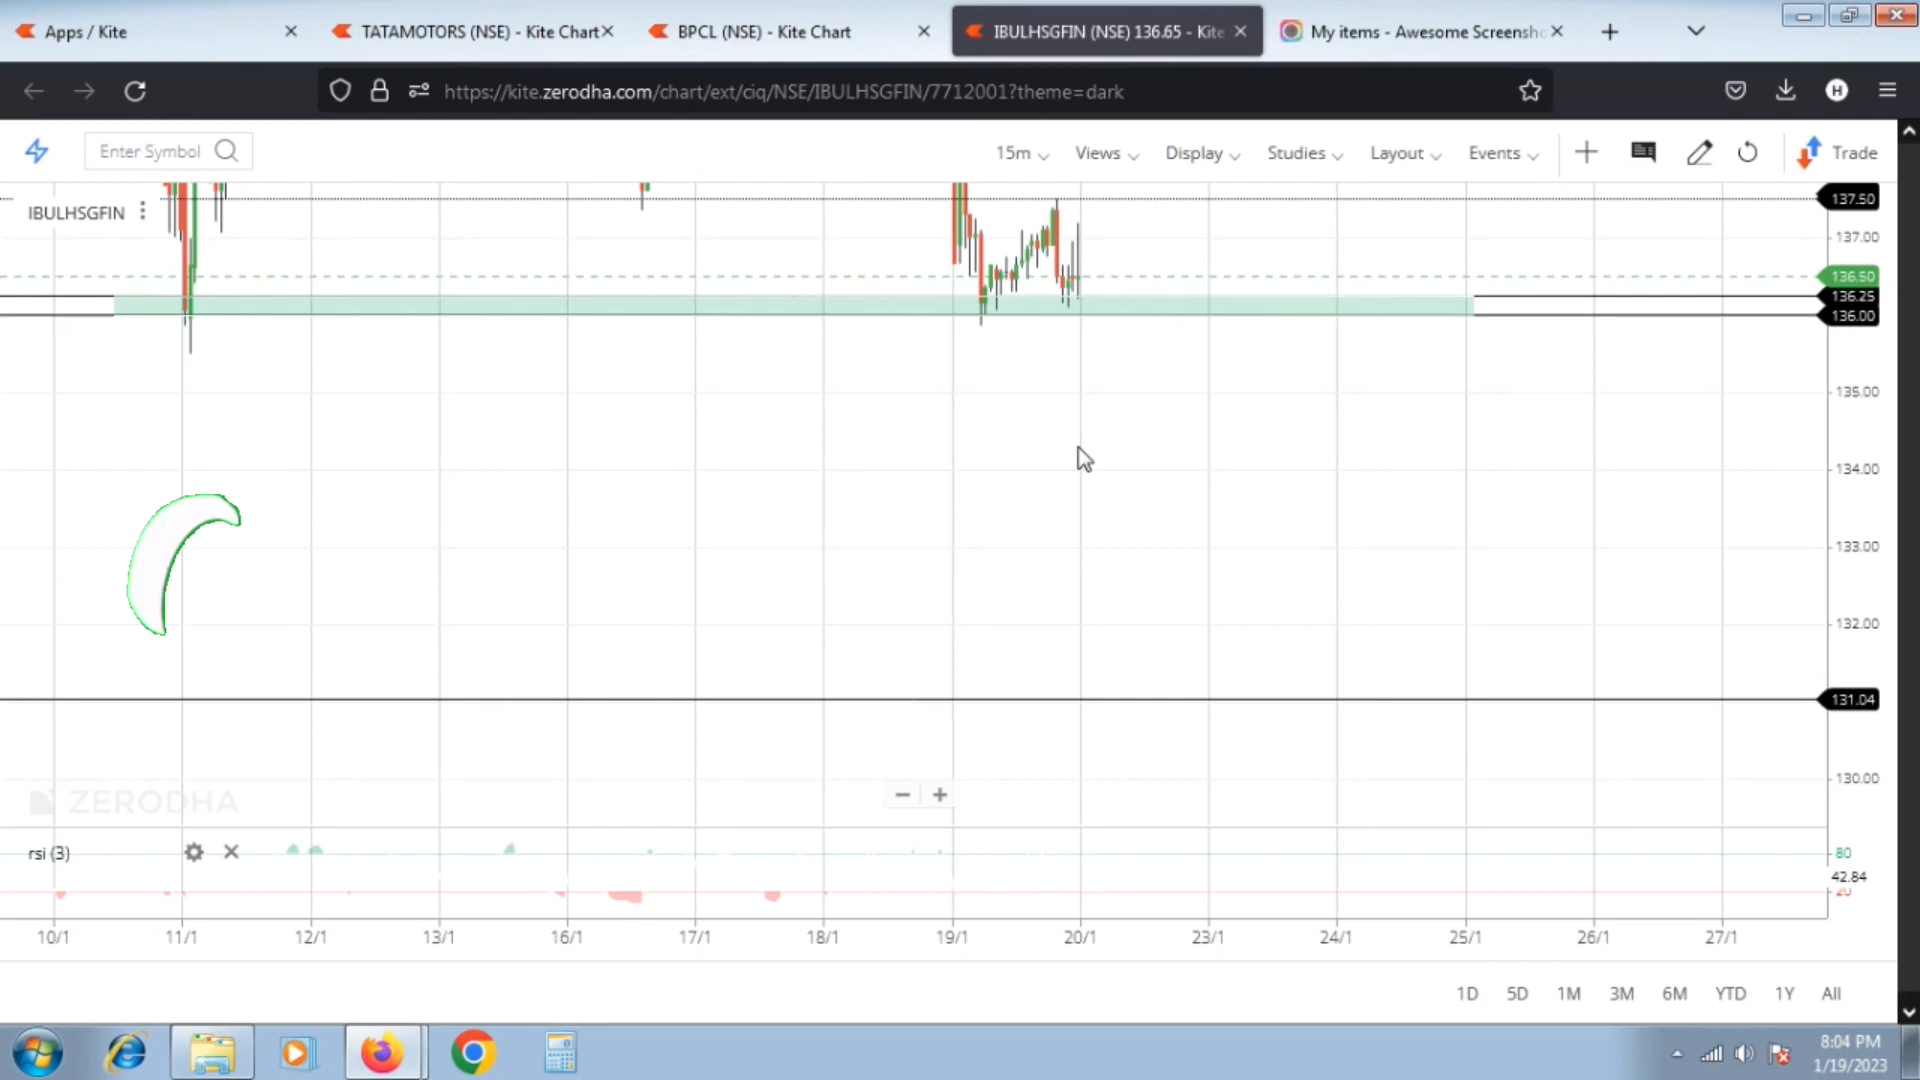 Apps / Kite
TATAMOTORS (NSE) - Kite Chart
BPCL (NSE) - Kite Chart
IBULHSGFIN (NSE) 136.65 - Kite
My items - Awesome Screensho
https://kite.zerodha.com/chart/ext/ciq/NSE/IBULHSGFIN/7712001?theme=dark
H
Enter Symbol
15m
Views
Display
Studies
Layout
Events
Trade
IBULHSGFIN
137.50
137.00
136.50
136.25
136.00
135.00
134.00
133.00
132.00
131.04
130.00
ZERODHA
rsi (3)
80
42.84
20
10/1 11/1 12/1 13/1 16/1 17/1 18/1 19/1 20/1 23/1 24/1 25/1 26/1 27/1
1D 5D 1M 3M 6M YTD 1Y All
8:04 PM
1/19/2023